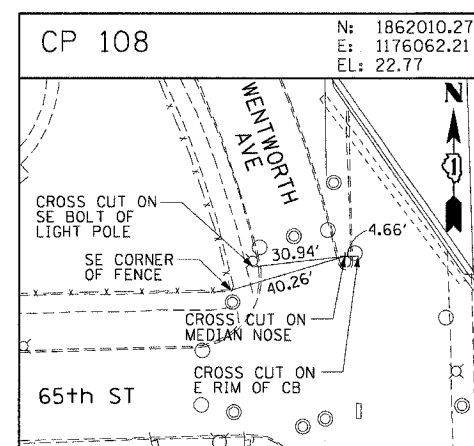 CP 108
N: 1862010.27
E: 1176062.21
EL: 22.77
N
1
WENTWORTH
AVE
CROSS CUT ON
SE BOLT OF
LIGHT POLE
4.66'
30.94'
SE CORNER
OF FENCE
40.26'
CROSS CUT ON
MEDIAN NOSE
CROSS CUT ON
E RIM OF CB
65th ST